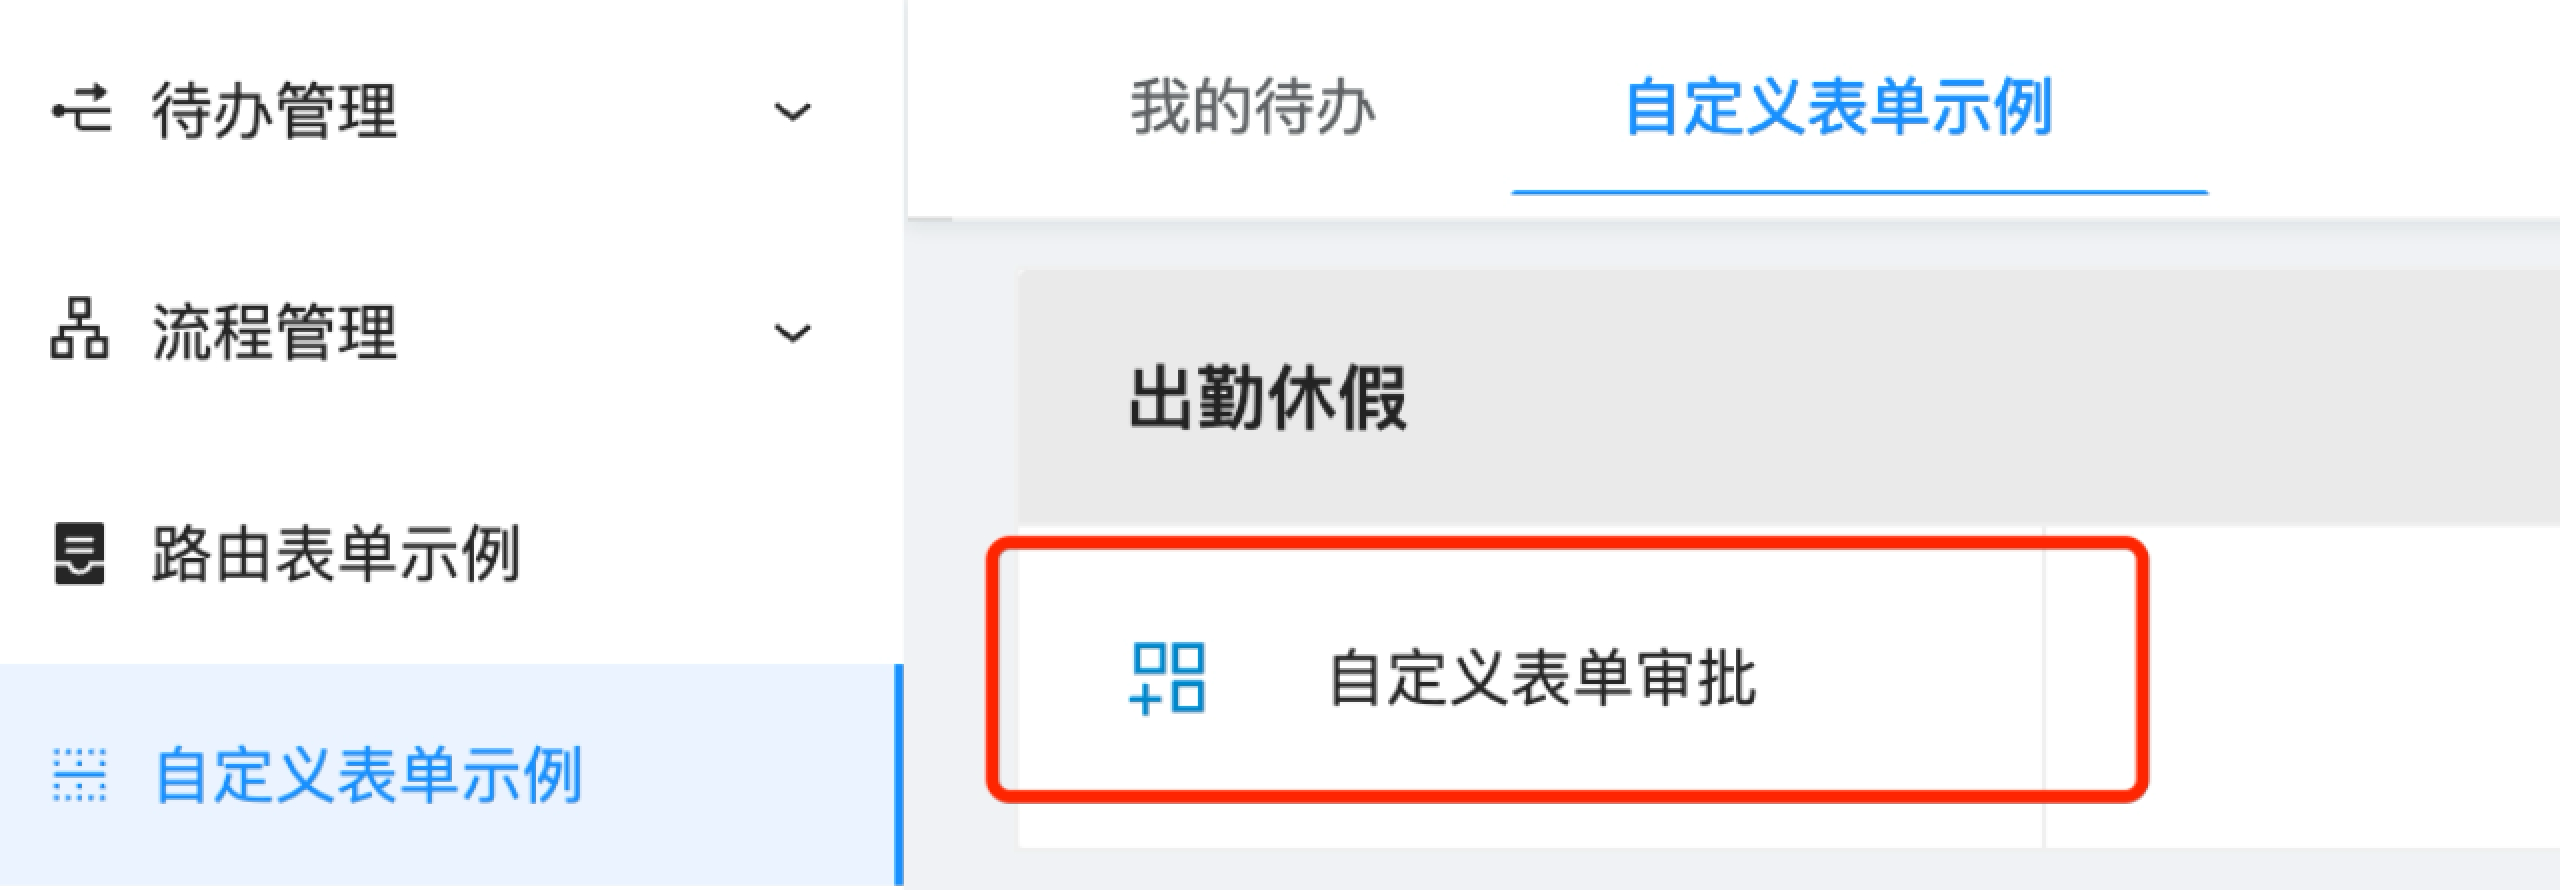 待办管理
流程管理
路由表单示例
自定义表单示例
我的待办
自定义表单示例
出勤休假
自定义表单审批